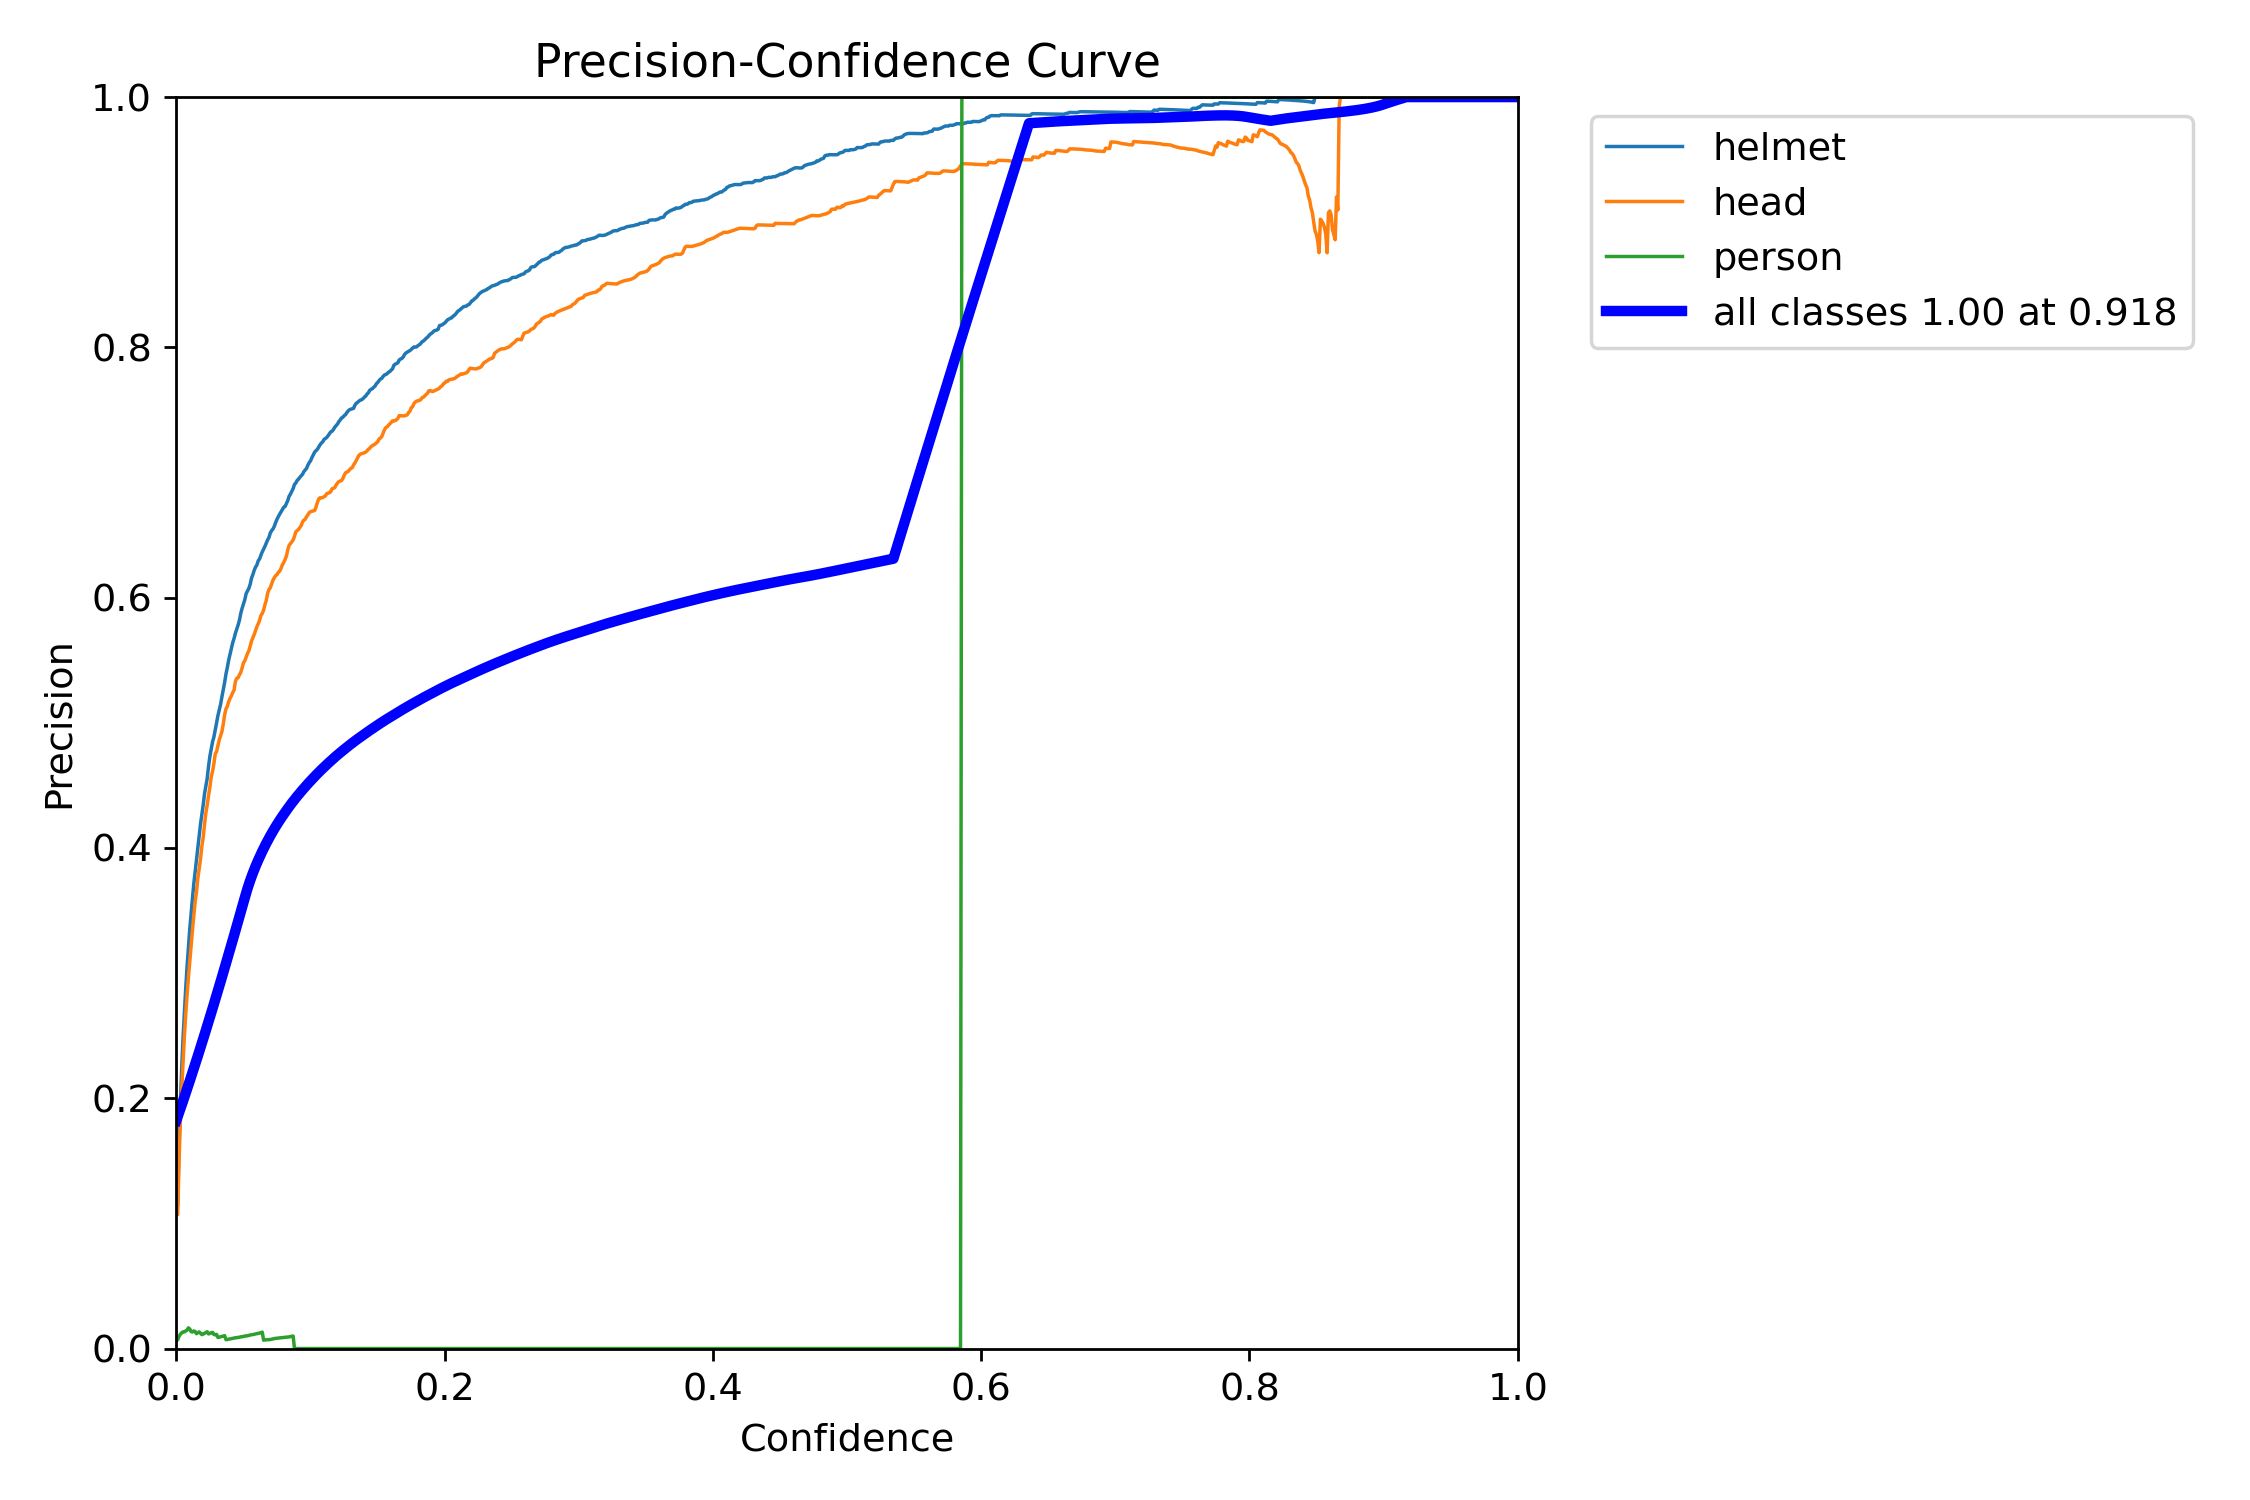 Precision-Confidence Curve
1.0
0.8
0.6
0.4
0.2
0.0
Precision
0.0 0.2 0.4 0.6 0.8 1.0
Confidence
helmet
head
person
all classes 1.00 at 0.918